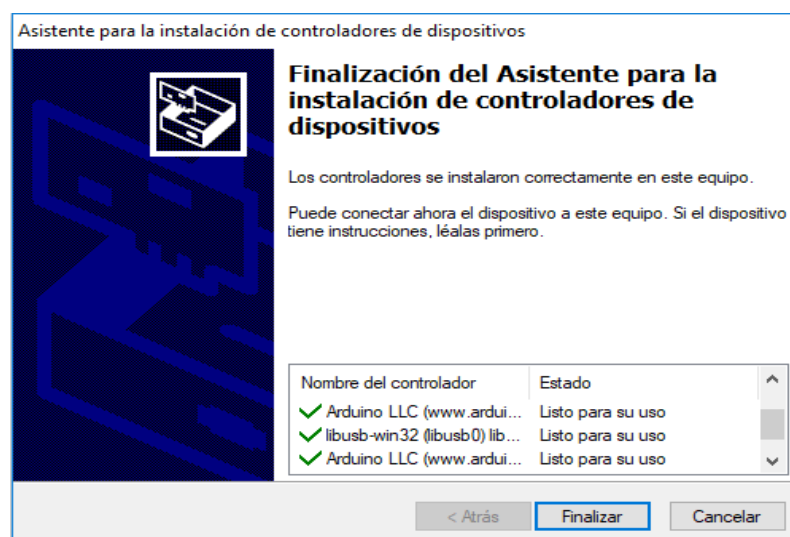 Asistente para la instalación de controladores de dispositivos
Finalización del Asistente para la
instalación de controladores de
dispositivos
Los controladores se instalaron correctamente en este equipo.
Puede conectar ahora el dispositivo a este equipo. Si el dispositivo
tiene instrucciones, léalas primero.
Nombre del controlador Estado
Arduino LLC (www.ardui... Listo para su uso
libusb-win32 (libusb0) lib... Listo para su uso
Arduino LLC (www.ardui... Listo para su uso
< Atrás Finalizar Cancelar